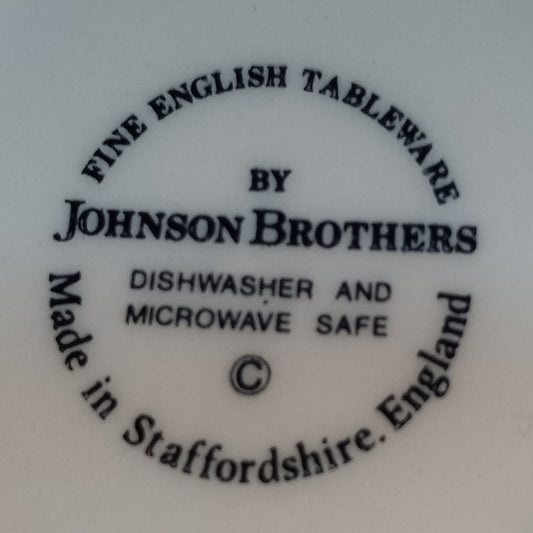 FINE ENGLISH TABLEWARE
BY
JOHNSON BROTHERS
DISHWASHER AND
MICROWAVE SAFE
©
Made in Staffordshire. England